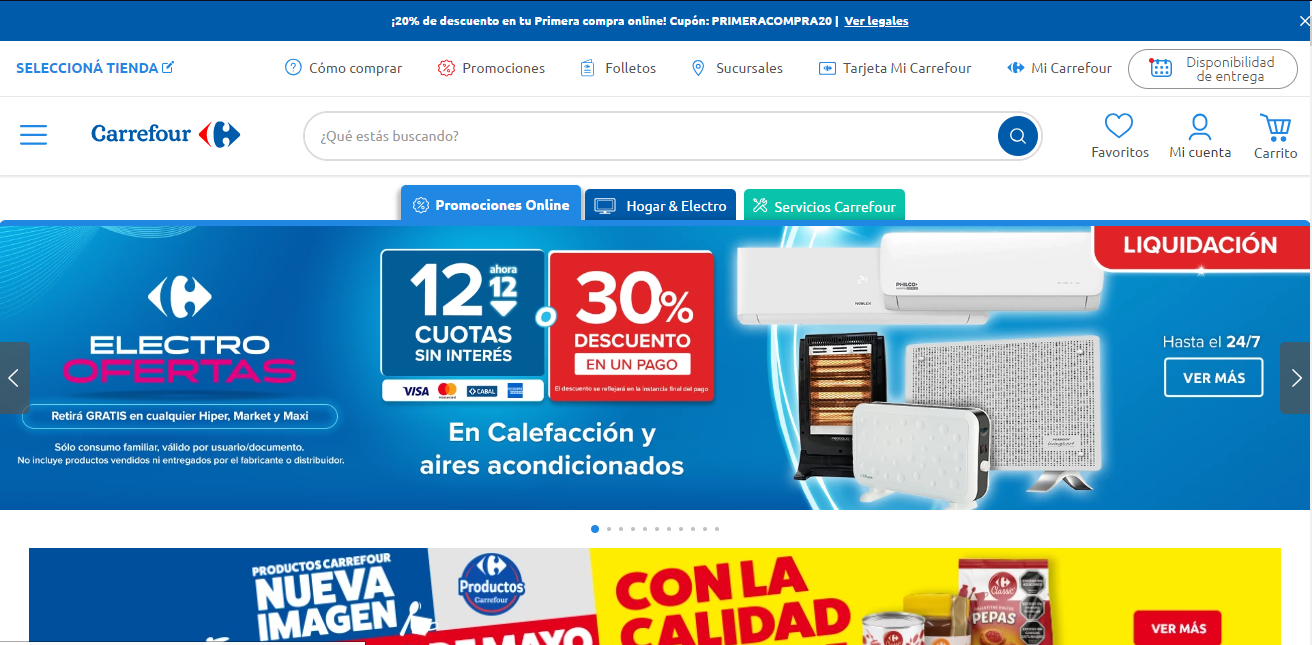 ¡20% de descuento en tu Primera compra online! Cupón: PRIMERACOMPRA20 | Ver legales
SELECCIONÁ TIENDA
Cómo comprar
Promociones
Folletos
Sucursales
Tarjeta Mi Carrefour
Mi Carrefour
Disponibilidad
de entrega
Carrefour
¿Qué estás buscando?
Favoritos
Mi cuenta
Carrito
Promociones Online
Hogar & Electro
Servicios Carrefour
ELECTRO
OFERTAS
Retirá GRATIS en cualquier Hiper, Market y Maxi
Sólo consumo familiar, válido por usuario/documento.
No incluye productos vendidos ni entregados por el fabricante o distribuidor.
12
ahora
12
CUOTAS
SIN INTERÉS
VISA
mastercard
CABAL
30%
DESCUENTO
EN UN PAGO
El descuento se reflejará en la instancia final del pago
En Calefacción y
aires acondicionados
NOBLEX
PHILCO
LIQUIDACIÓN
Hasta el 24/7
VER MÁS
PRODUCTOS CARREFOUR
NUEVA
IMAGEN
Productos
Carrefour
DE MAYO
CON LA
CALIDAD
Classic
PEPAS
VER MÁS